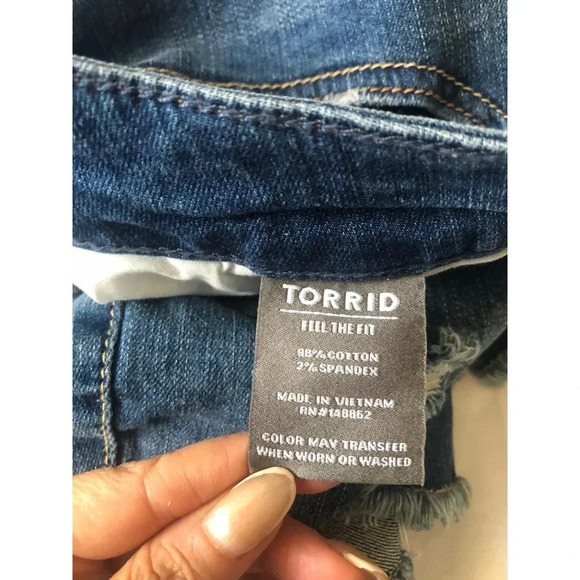 TORRID
FEEL THE FIT
98% COTTON
2% SPANDEX
MADE IN VIETNAM
RN#148862
COLOR MAY TRANSFER
WHEN WORN OR WASHED